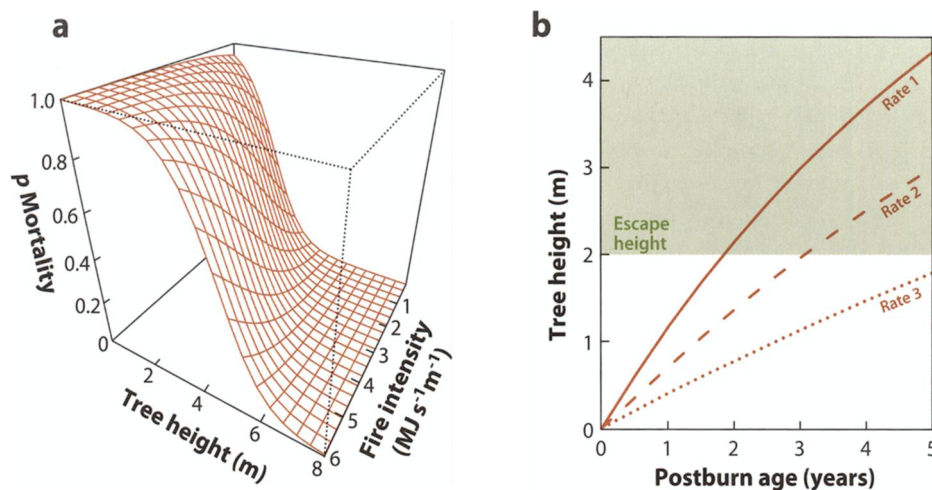 a
1.0
0.8
0.6
0.4
0.2
0
p Mortality
2
4
6
8
Tree height (m)
1
2
3
4
5
6
Fire intensity
(MJ s⁻¹ m⁻¹)
b
4
3
2
1
0
Tree height (m)
Escape
height
Rate 1
Rate 2
Rate 3
0
1
2
3
4
5
Postburn age (years)